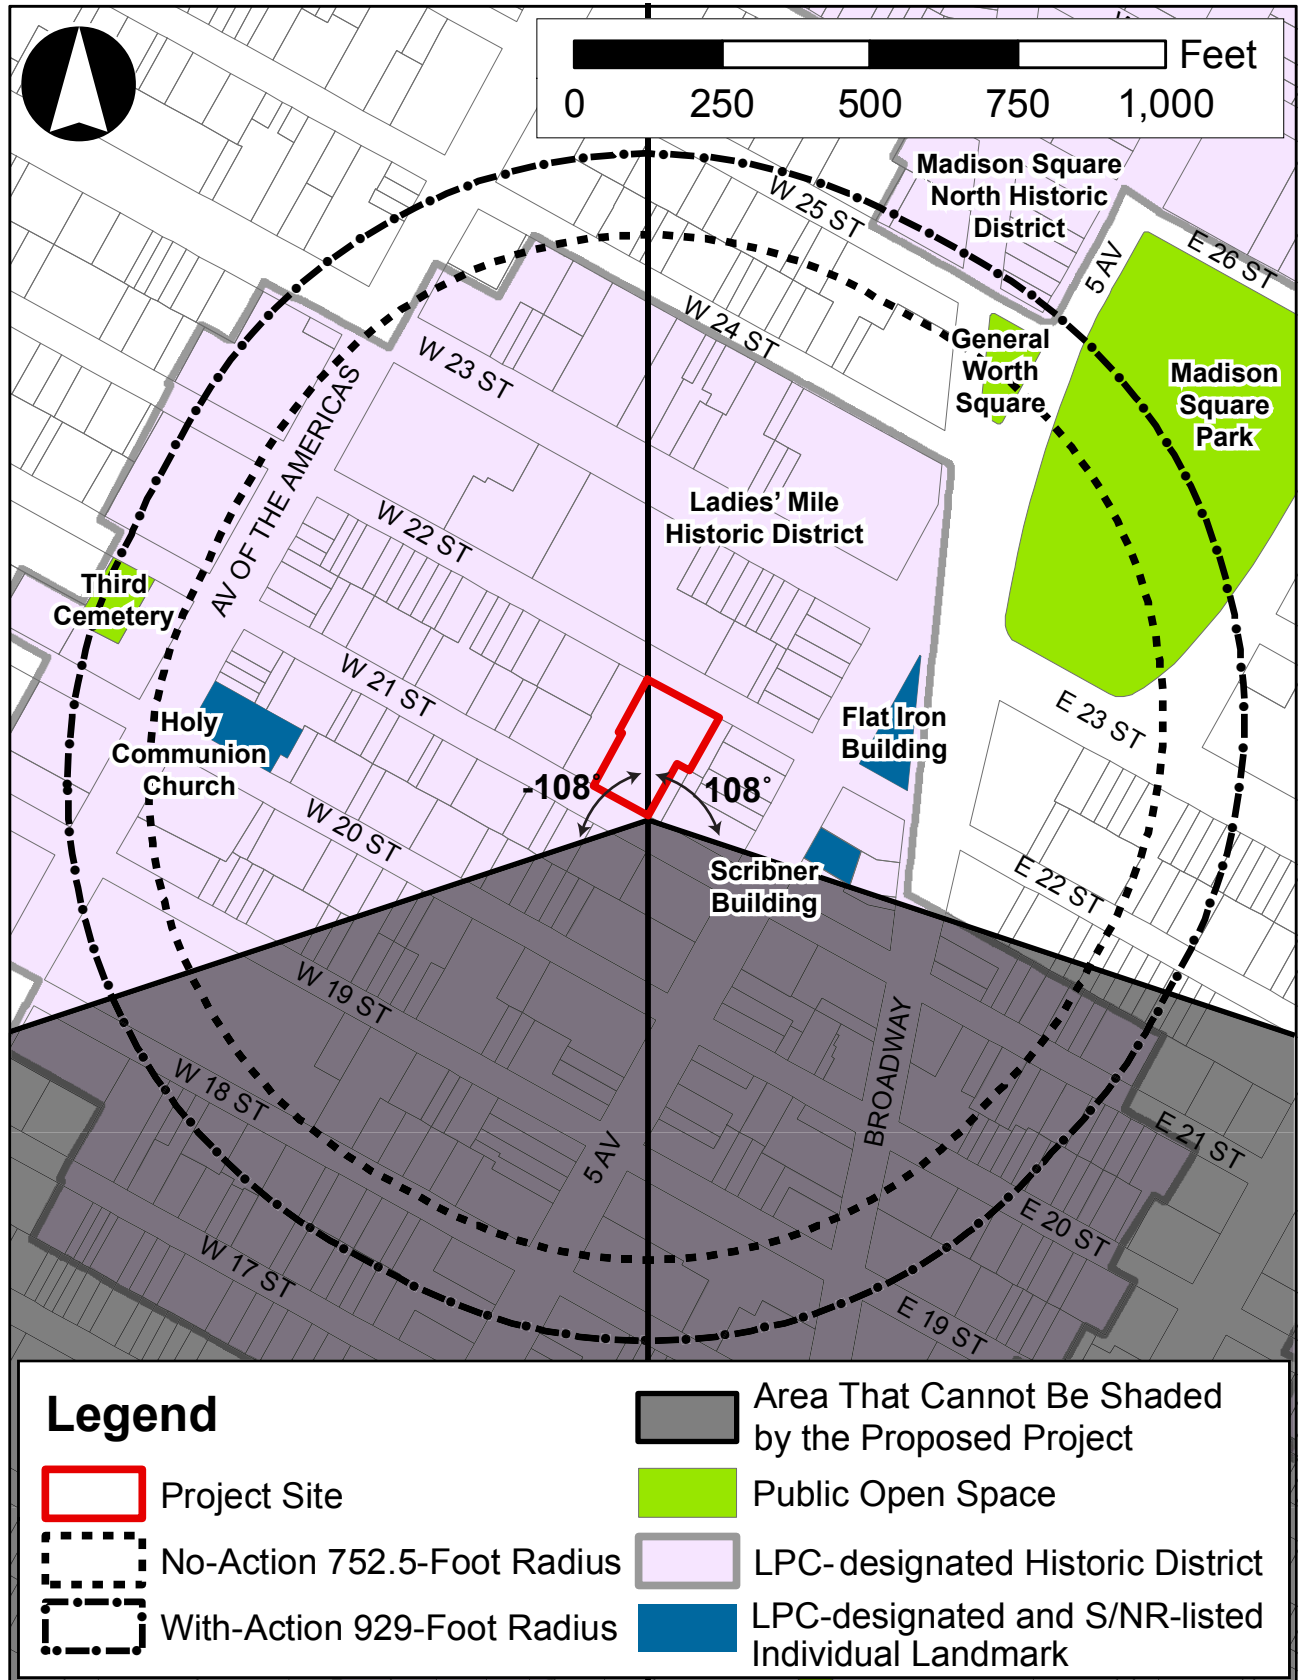 Feet
0 250 500 750 1,000
Madison Square
North Historic
District
W 25 ST
E 26 ST
5 AV
W 24 ST
W 23 ST
General
Worth
Square
Madison
Square
Park
AV OF THE AMERICAS
Ladies’ Mile
Historic District
W 22 ST
Third
Cemetery
W 21 ST
Holy
Communion
Church
Flat Iron
Building
E 23 ST
-108°
108°
W 20 ST
Scribner
Building
E 22 ST
W 19 ST
BROADWAY
W 18 ST
5 AV
E 21 ST
E 20 ST
W 17 ST
E 19 ST
Legend
Project Site
No-Action 752.5-Foot Radius
With-Action 929-Foot Radius
Area That Cannot Be Shaded
by the Proposed Project
Public Open Space
LPC-designated Historic District
LPC-designated and S/NR-listed
Individual Landmark